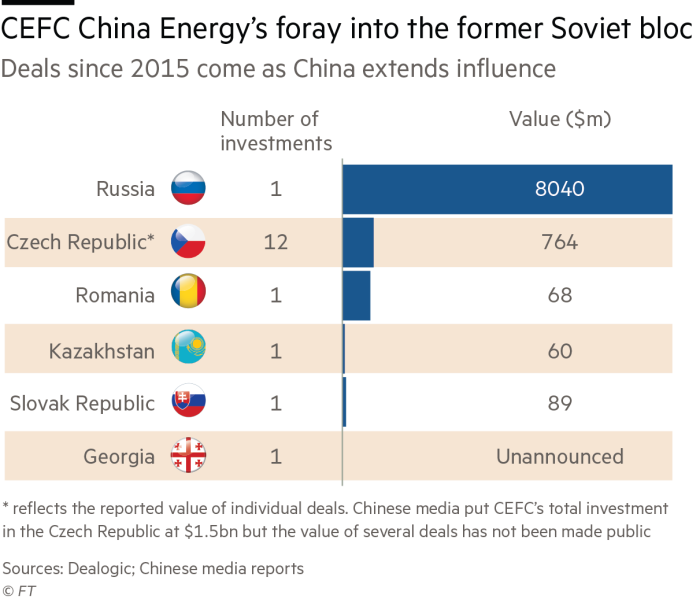 CEFC China Energy's foray into the former Soviet bloc
Deals since 2015 come as China extends influence
Number of investments Value ($m)
Russia 1 8040
Czech Republic* 12 764
Romania 1 68
Kazakhstan 1 60
Slovak Republic 1 89
Georgia 1 Unannounced
* reflects the reported value of individual deals. Chinese media put CEFC's total investment
in the Czech Republic at $1.5bn but the value of several deals has not been made public
Sources: Dealogic; Chinese media reports
© FT